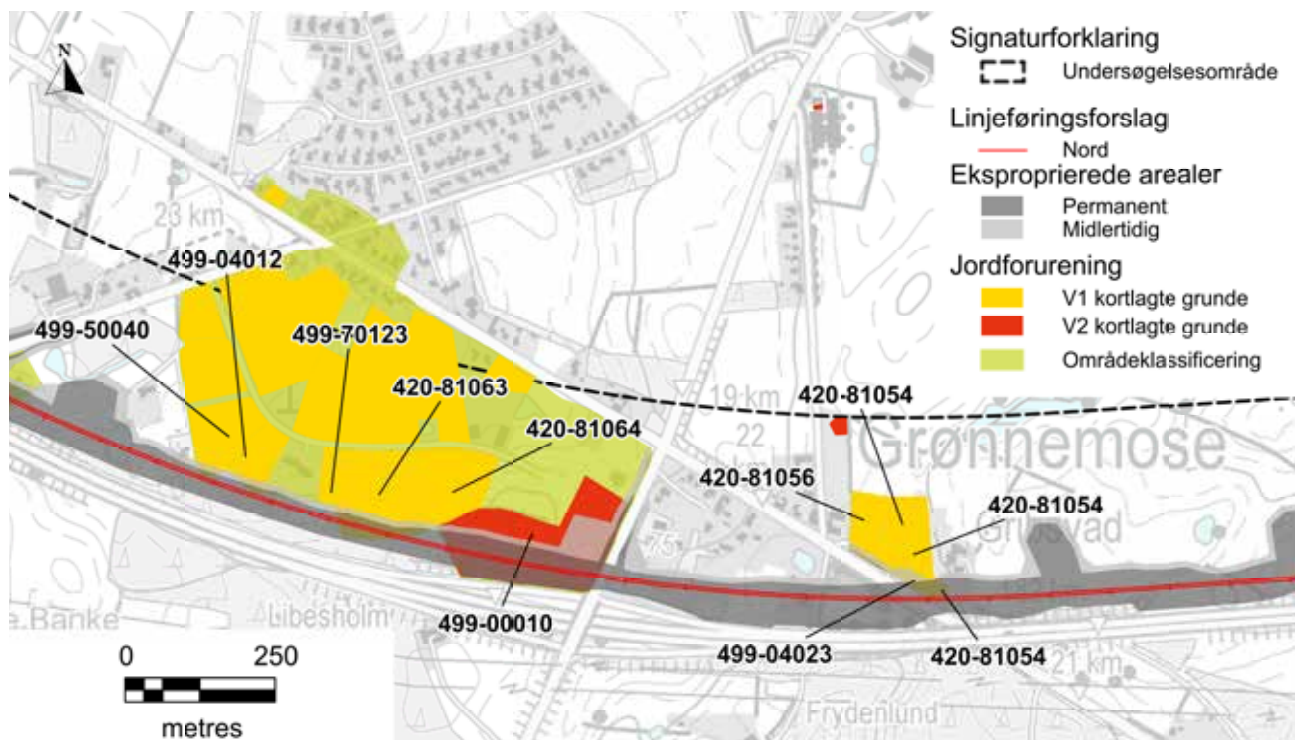 N
23 km
499-04012
499-50040
499-70123
420-81063
420-81064
19 km
22
420-81054
Grønnemose
420-81056
420-81054
75
499-00010
499-04023
420-81054
21 km
e Banke
Libesholm
Frydenlund
0 250
metres
Signaturforklaring
Undersøgelsesområde
Linjeføringsforslag
Nord
Eksproprierede arealer
Permanent
Midlertidig
Jordforurening
V1 kortlagte grunde
V2 kortlagte grunde
Områdeklassificering